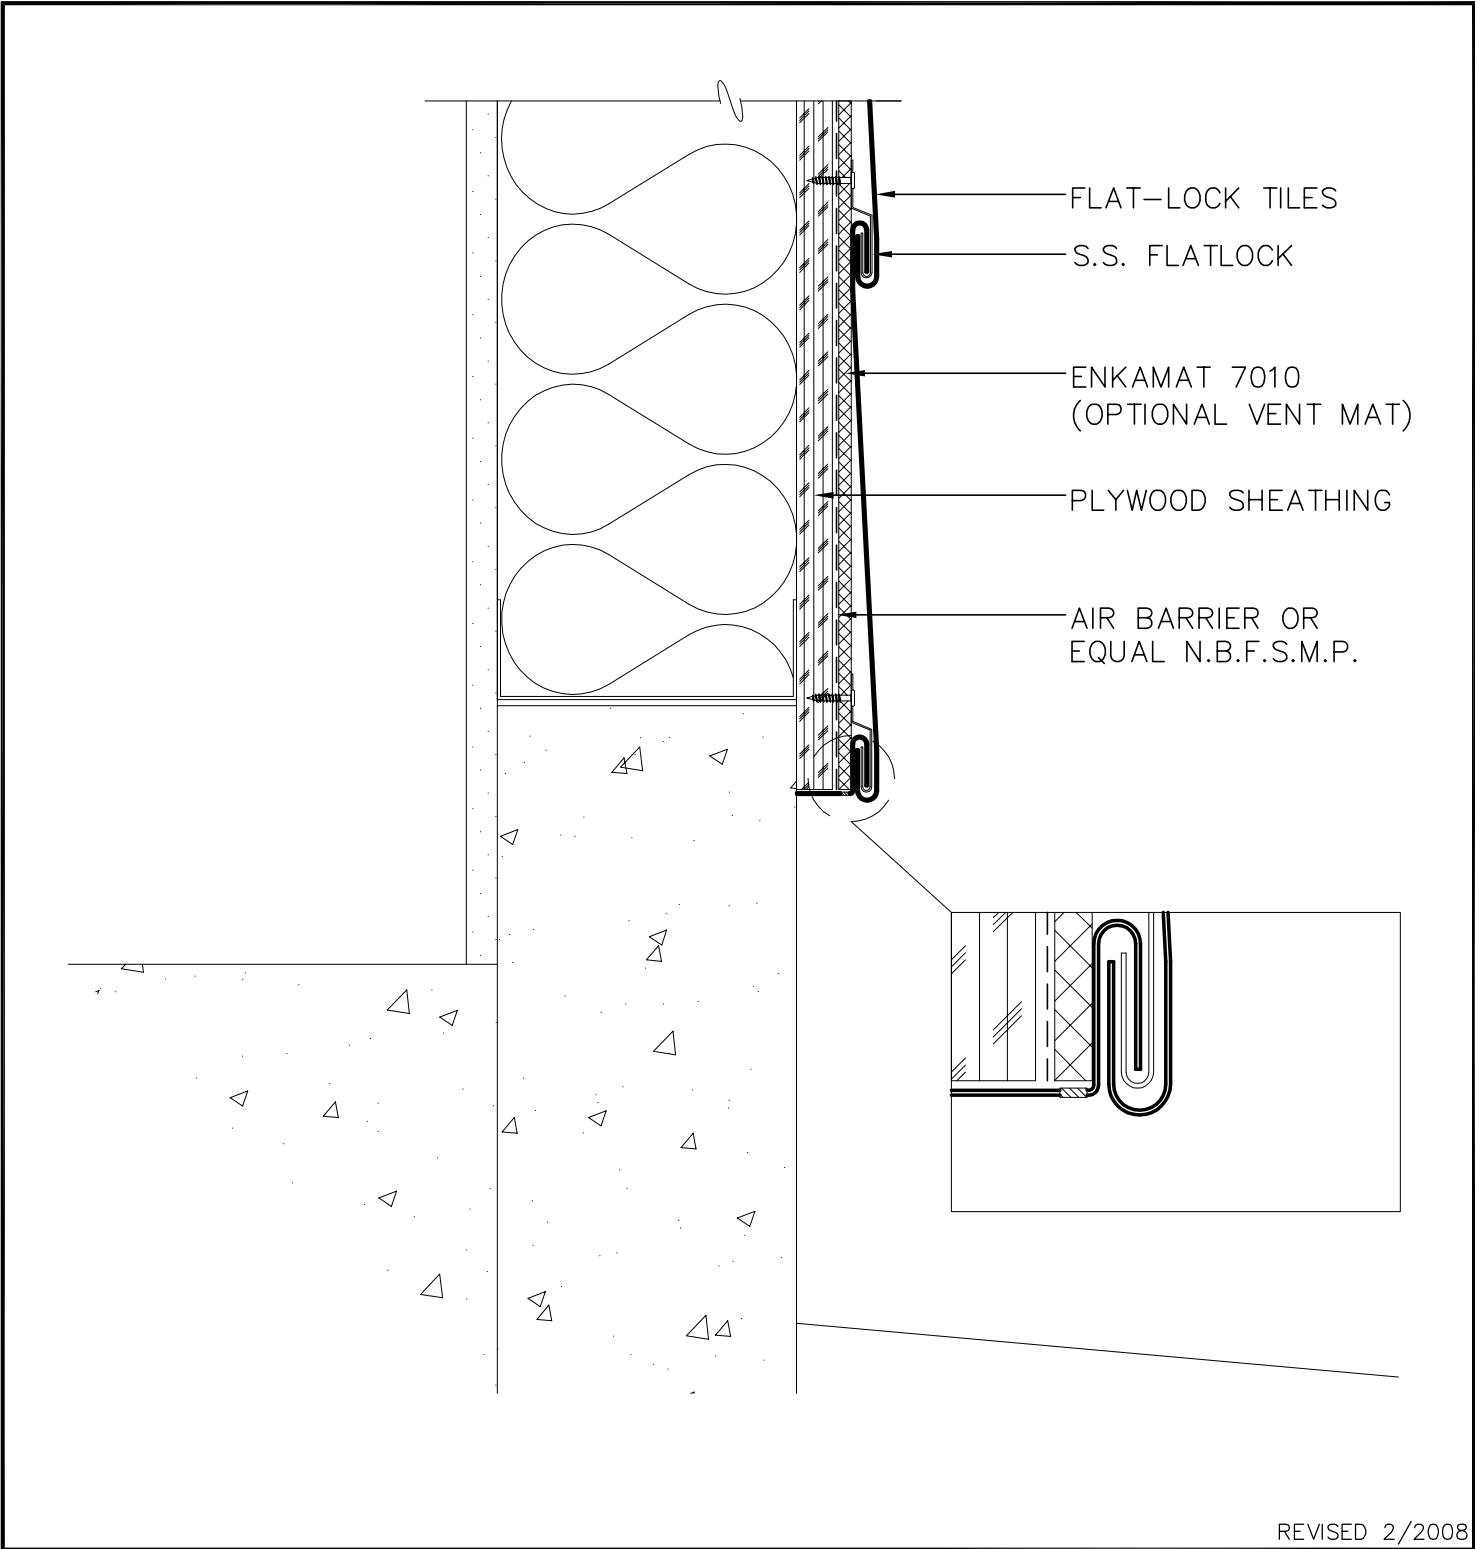 FLAT-LOCK TILES
S.S. FLATLOCK
ENKAMAT 7010
(OPTIONAL VENT MAT)
PLYWOOD SHEATHING
AIR BARRIER OR
EQUAL N.B.F.S.M.P.
REVISED 2/2008